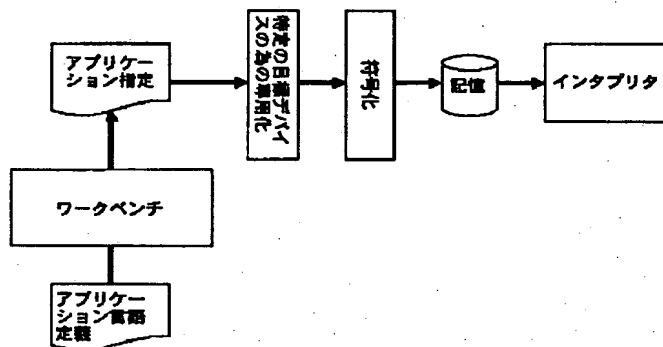 アプリケー
ション指定
特定の目標デバイ
スの為の専用化
符号化
記憶
インタプリタ
ワークベンチ
アプリケー
ション言語
定義